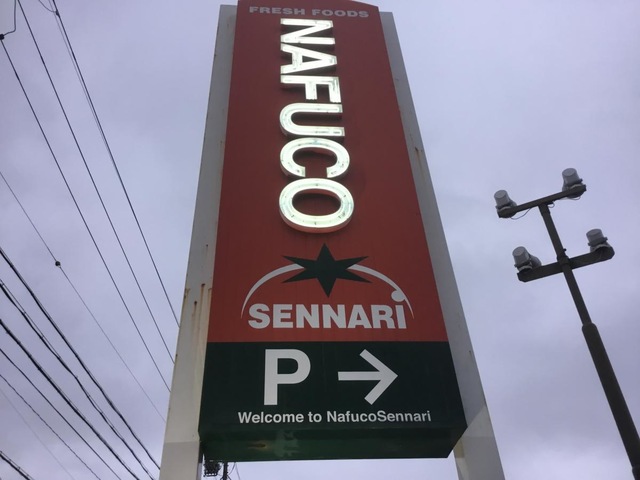 FRESH FOODS
NAFUCO
SENNARI
P →
Welcome to NafucoSennari